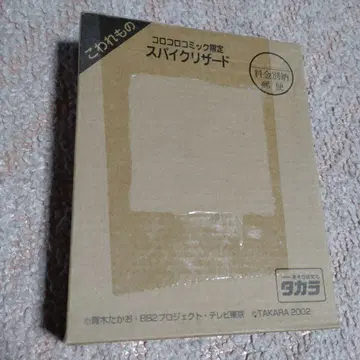 こわれもの
コロコロコミック限定
スパイクリザード
料金別納
郵便
タカラ
©青木たかお・BB2プロジェクト・テレビ東京 ©TAKARA 2002